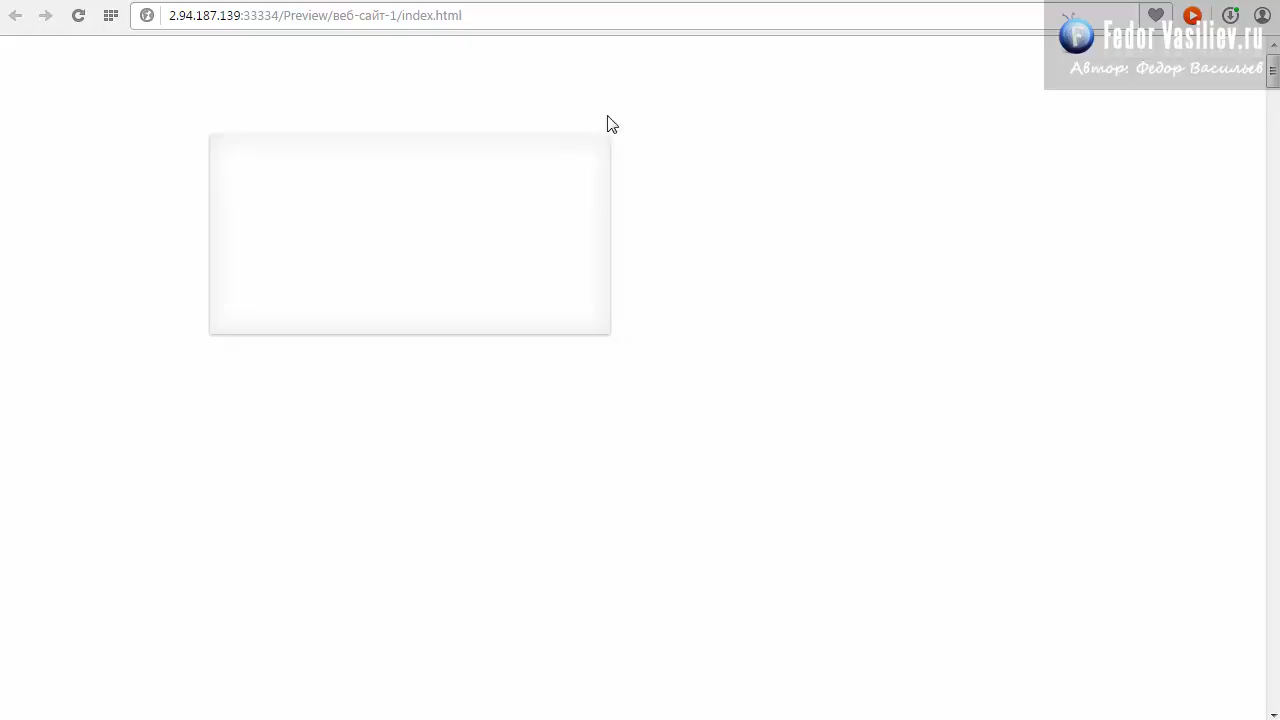 2.94.187.139:33334/Preview/веб-сайт-1/index.html
Fedor Vasiliev.ru
Автор: Федор Васильев